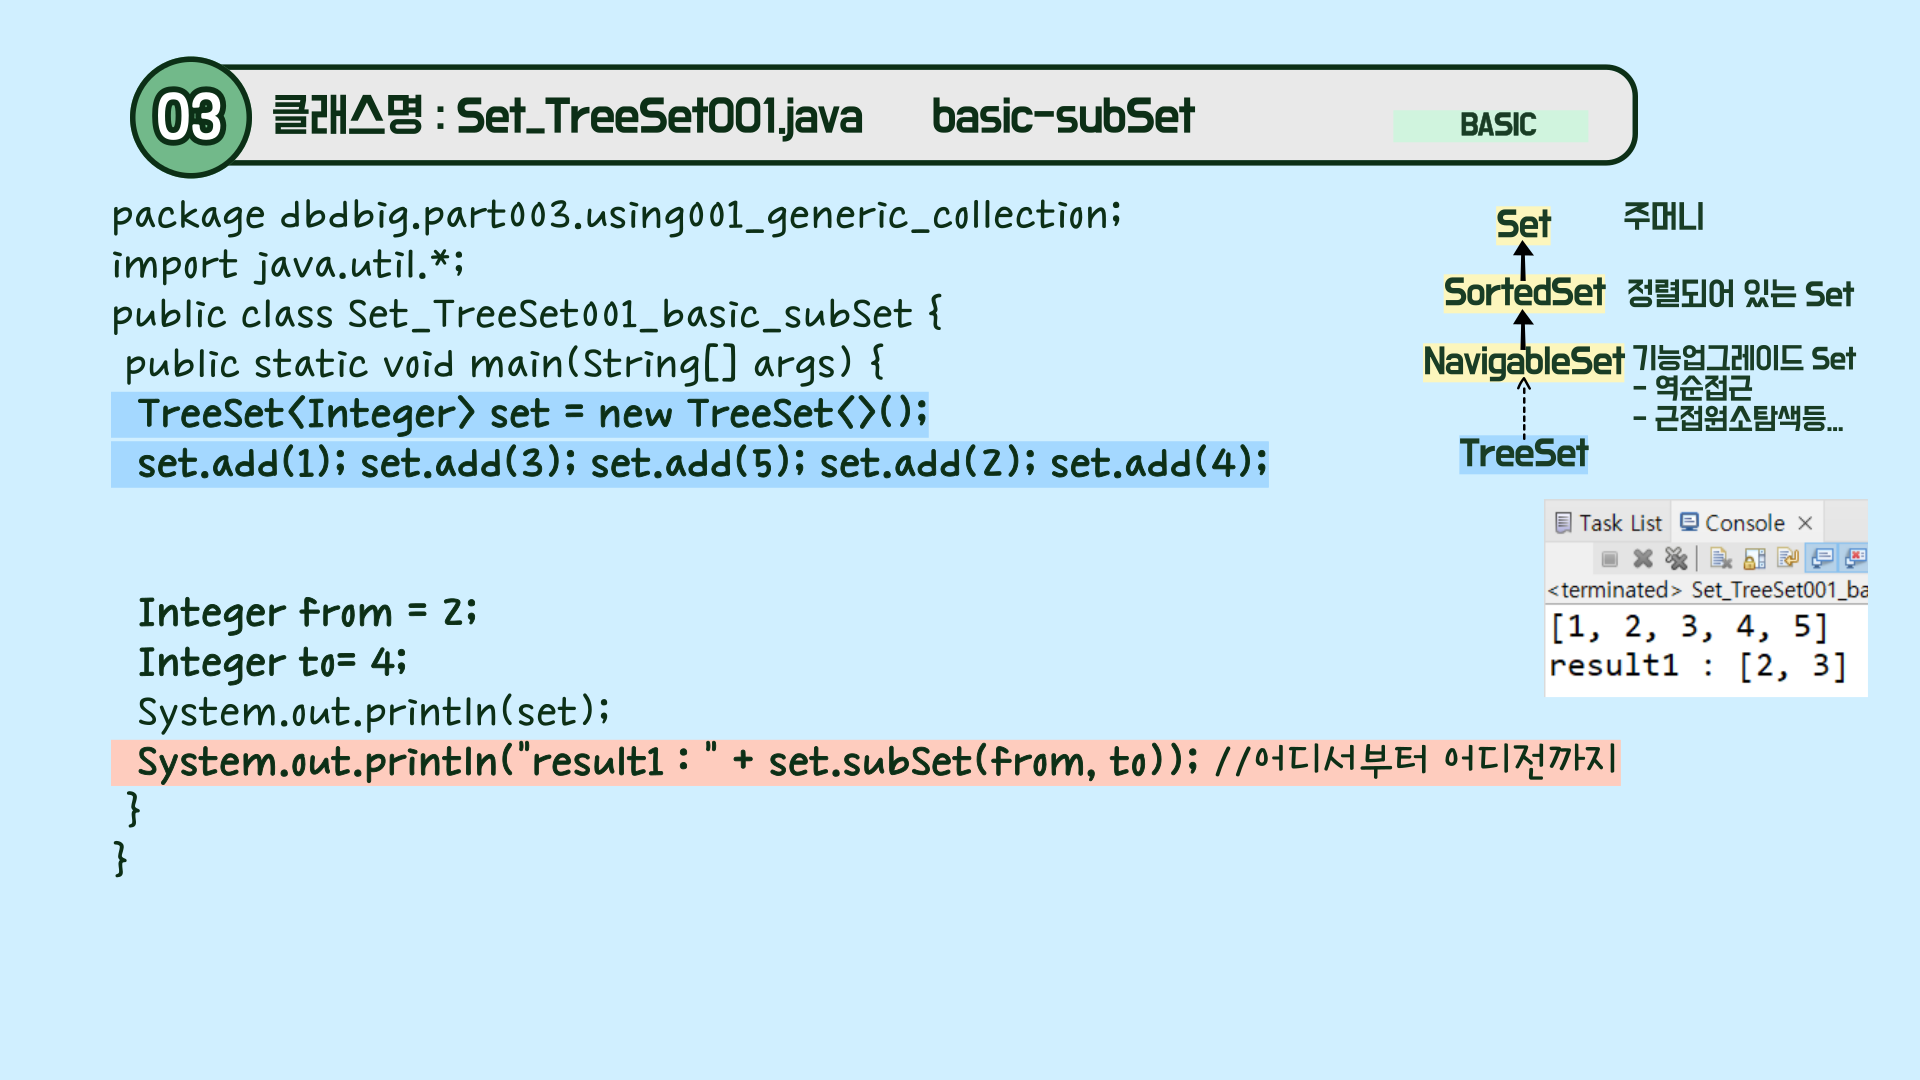 03 클래스명 : Set_TreeSet001.java basic-subSet BASIC
package dbdbig.part003.using001_generic_collection;
import java.util.*;
public class Set_TreeSet001_basic_subSet {
public static void main(String[] args) {
TreeSet<Integer> set = new TreeSet<>();
set.add(1); set.add(3); set.add(5); set.add(2); set.add(4);
Integer from = 2;
Integer to= 4;
System.out.println(set);
System.out.println("result1 : " + set.subSet(from, to)); //어디서부터 어디전까지
}
}
Set 주머니
SortedSet 정렬되어 있는 Set
NavigableSet 기능업그레이드 Set
- 역순접근
- 근접원소탐색등...
TreeSet
Task List Console
<terminated> Set_TreeSet001_ba
[1, 2, 3, 4, 5]
result1 : [2, 3]